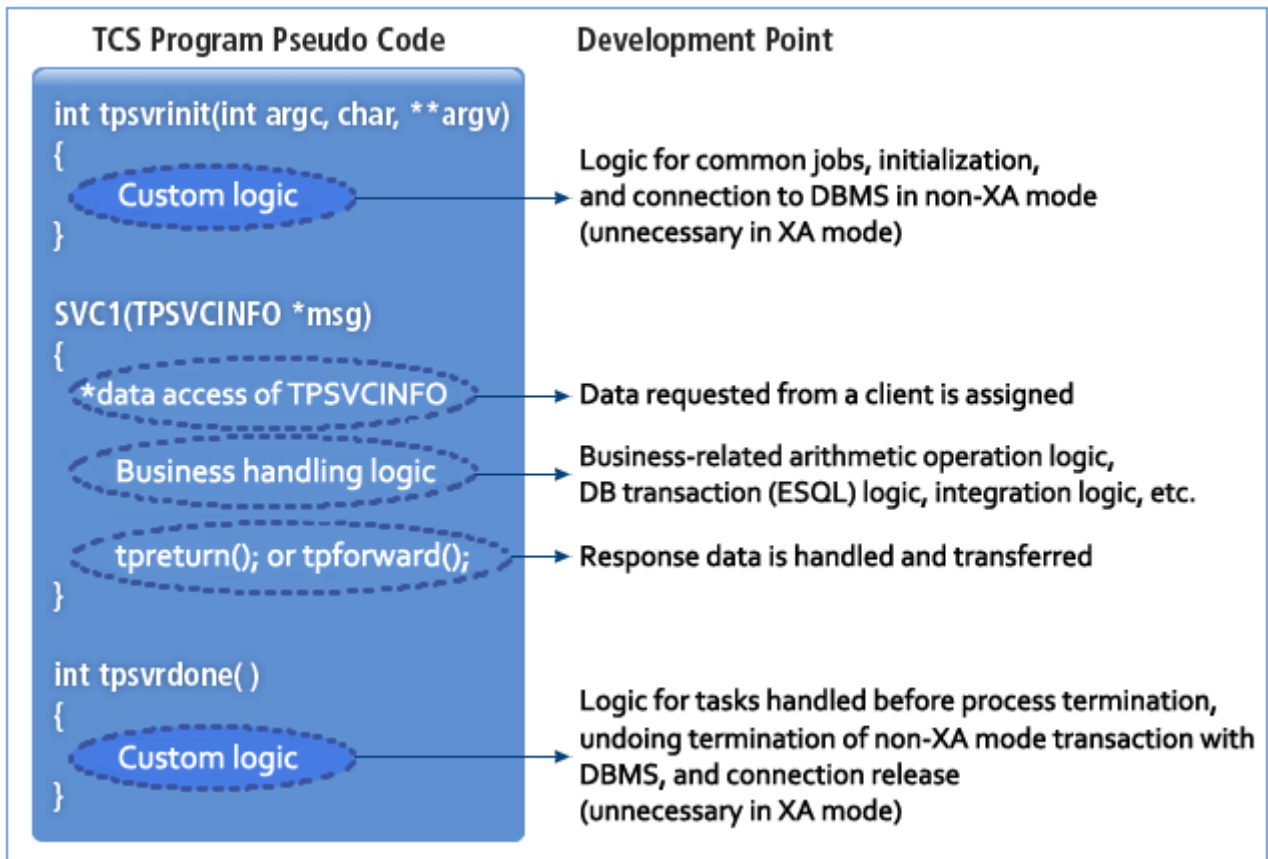 TCS Program Pseudo Code
Development Point
int tpsvrinit(int argc, char, **argv)
{
Custom logic
}
Logic for common jobs, initialization,
and connection to DBMS in non-XA mode
(unnecessary in XA mode)
SVC1(TPSVCINFO *msg)
{
*data access of TPSVCINFO
Data requested from a client is assigned
Business handling logic
Business-related arithmetic operation logic,
DB transaction (ESQL) logic, integration logic, etc.
tpreturn(); or tpforward();
Response data is handled and transferred
}
int tpsvrdone( )
{
Custom logic
}
Logic for tasks handled before process termination,
undoing termination of non-XA mode transaction with
DBMS, and connection release
(unnecessary in XA mode)